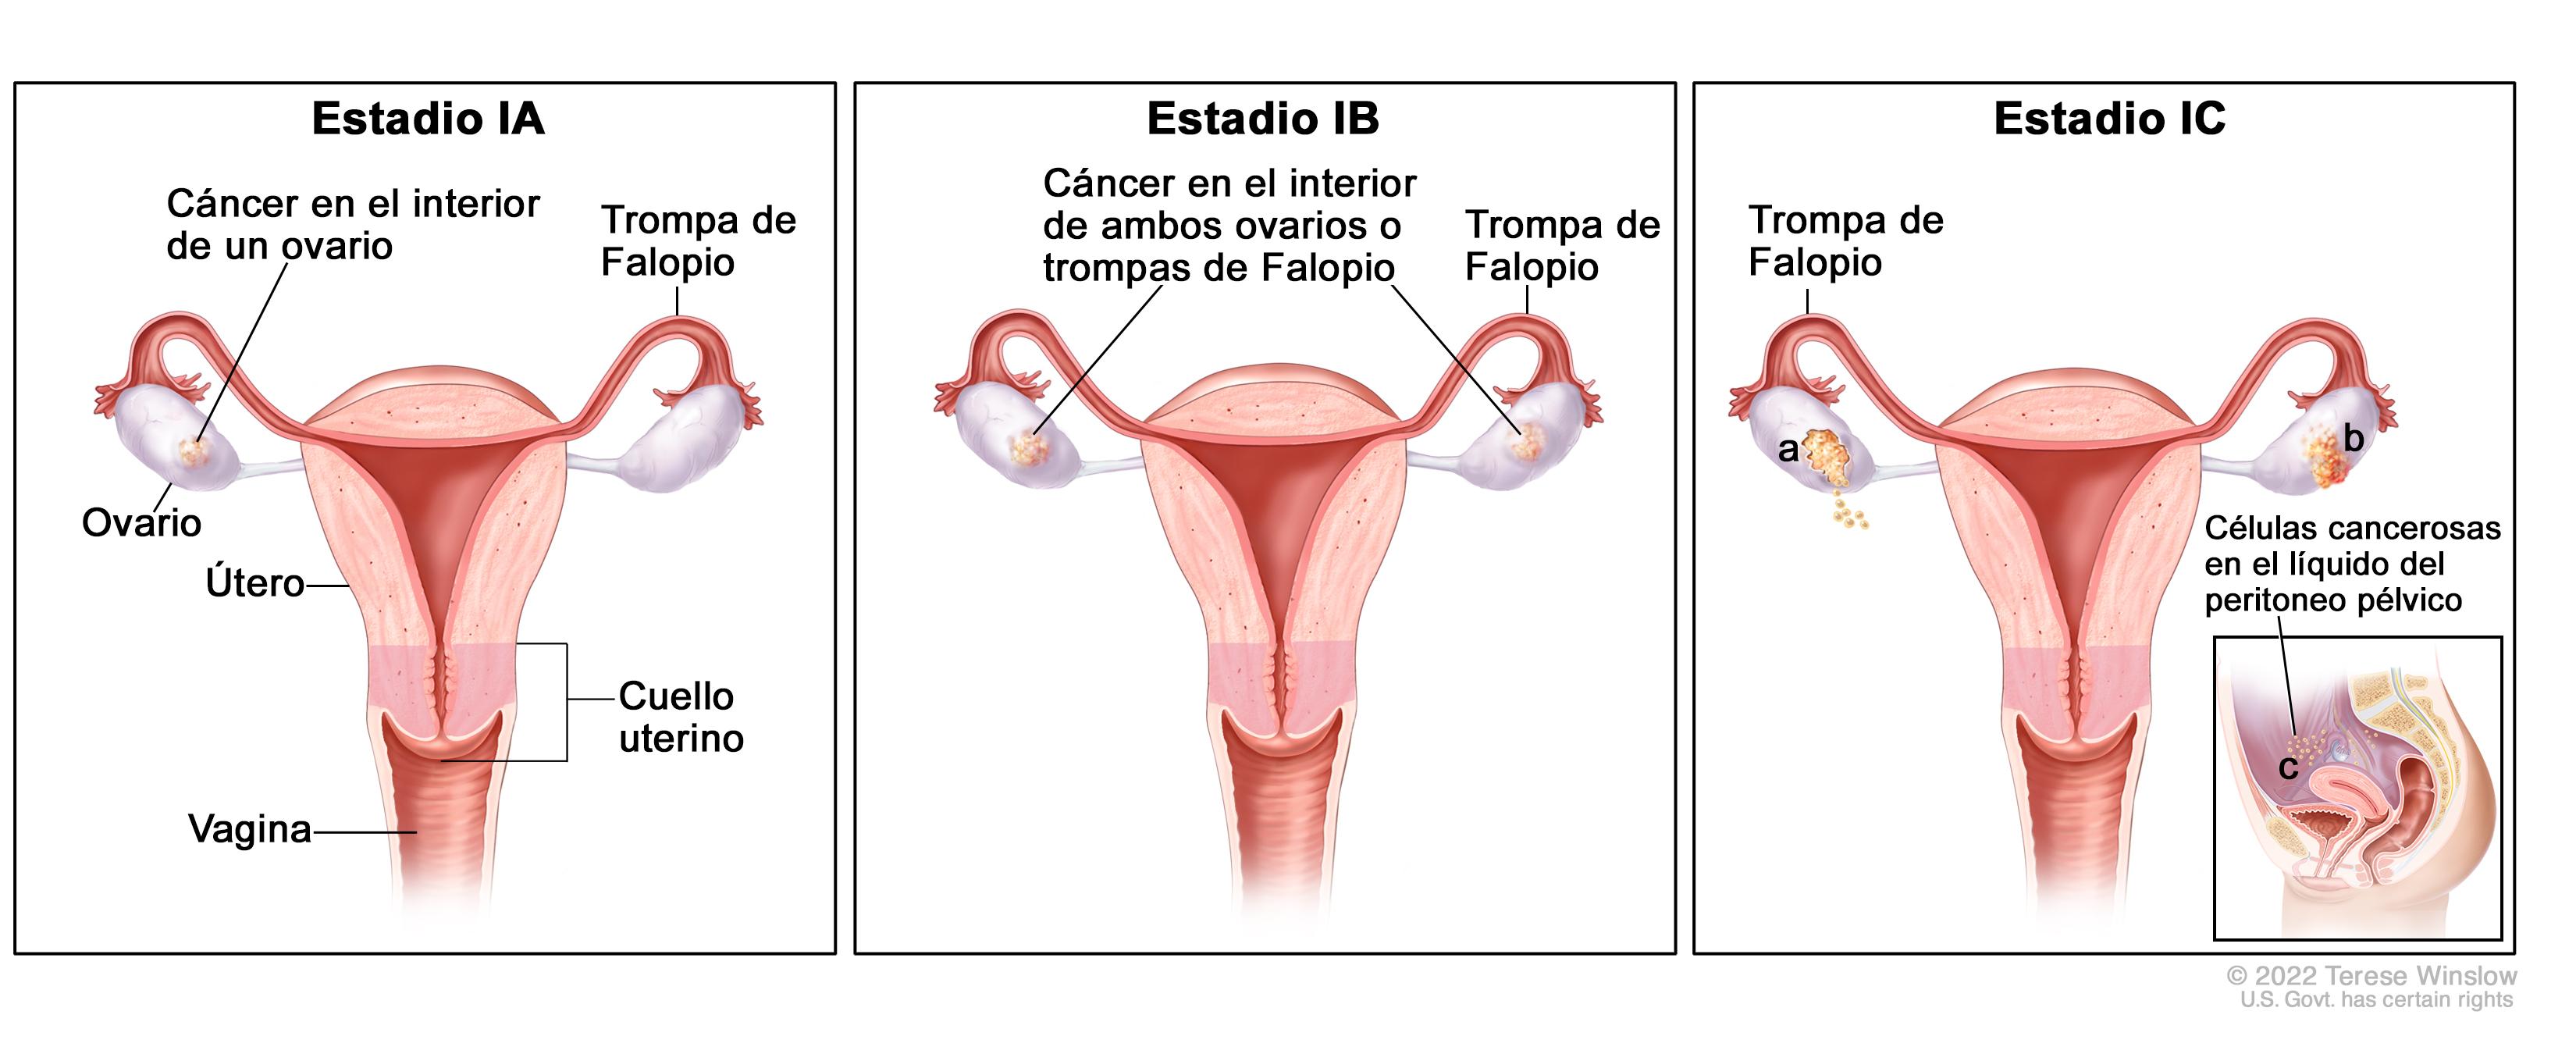 Estadio IA
Cáncer en el interior
de un ovario
Trompa de
Falopio
Ovario
Útero
Cuello
uterino
Vagina
Estadio IB
Cáncer en el interior
de ambos ovarios o
trompas de Falopio
Trompa de
Falopio
Estadio IC
Trompa de
Falopio
a
b
Células cancerosas
en el líquido del
peritoneo pélvico
c
© 2022 Terese Winslow
U.S. Govt. has certain rights